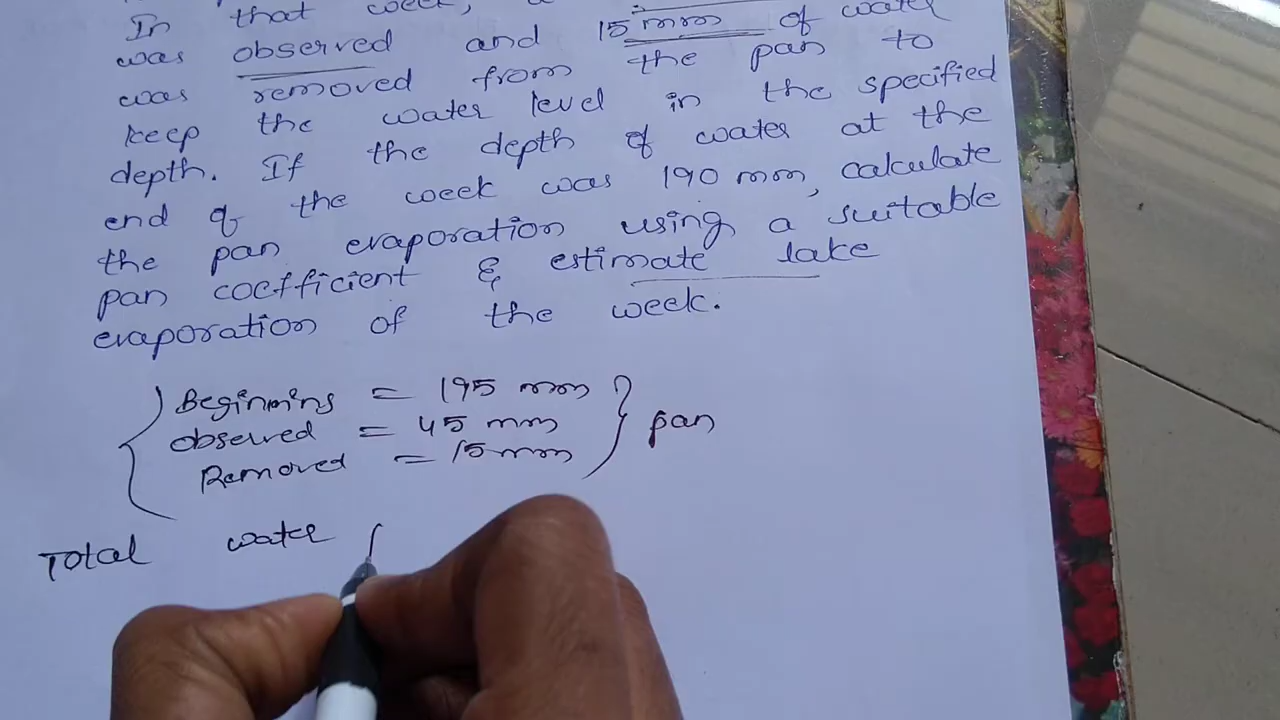 In that week,
was observed and 15 mm of water
was removed from the pan to
keep the water level in the specified
depth. If the depth of water at the
end of the week was 190 mm, calculate
the pan evaporation using a suitable
pan coefficient & estimate lake
evaporation of the week.
Beginning = 195 mm
observed = 45 mm
Removed = 15 mm
pan
Total water